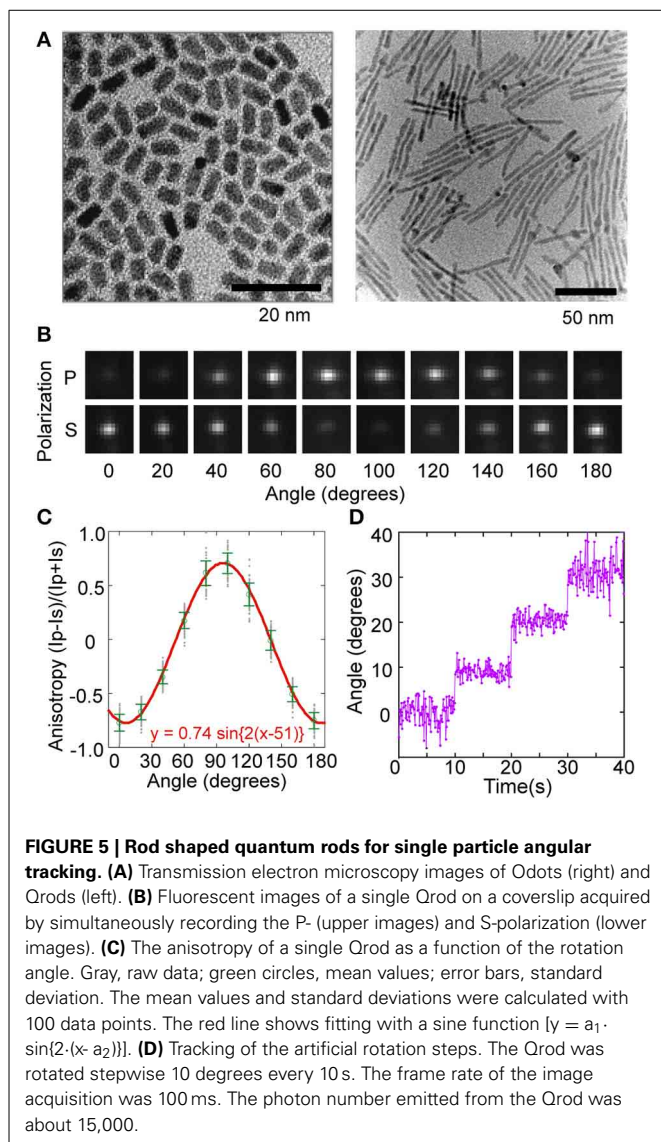 A
20 nm
50 nm
B
Polarization
P
S
0 20 40 60 80 100 120 140 160 180
Angle (degrees)
C
Anisotropy (Ip-Is)/(Ip+Is)
1.0
0.5
0
-0.5
-1.0
y = 0.74 sin{2(x-51)}
0 30 60 90 120 150 180
Angle (degrees)
D
Angle (degrees)
40
30
20
10
0
0 10 20 30 40
Time(s)
FIGURE 5 | Rod shaped quantum rods for single particle angular
tracking. (A) Transmission electron microscopy images of Odots (right) and
Qrods (left). (B) Fluorescent images of a single Qrod on a coverslip acquired
by simultaneously recording the P- (upper images) and S-polarization (lower
images). (C) The anisotropy of a single Qrod as a function of the rotation
angle. Gray, raw data; green circles, mean values; error bars, standard
deviation. The mean values and standard deviations were calculated with
100 data points. The red line shows fitting with a sine function [y = a₁·
sin{2·(x- a₂)}]. (D) Tracking of the artificial rotation steps. The Qrod was
rotated stepwise 10 degrees every 10 s. The frame rate of the image
acquisition was 100 ms. The photon number emitted from the Qrod was
about 15,000.